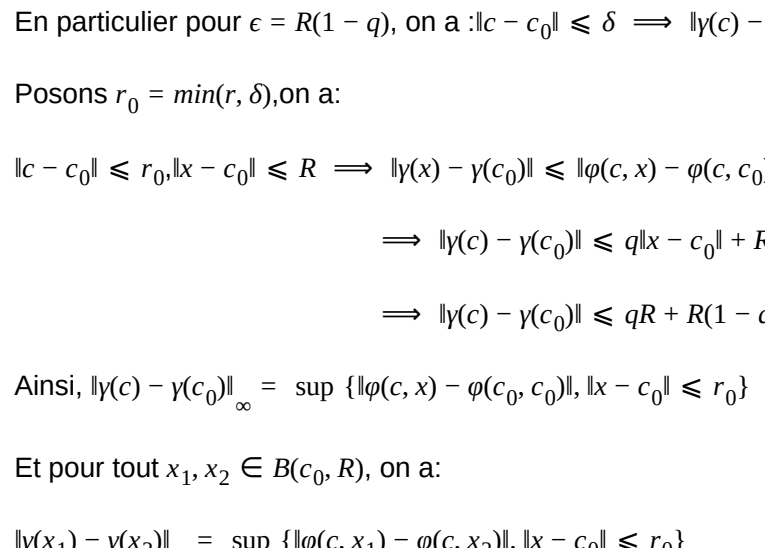 En particulier pour ϵ = R(1 − q), on a :‖c − c₀‖ ⩽ δ ⟹ ‖γ(c) −
Posons r₀ = min(r, δ),on a:
‖c − c₀‖ ⩽ r₀,‖x − c₀‖ ⩽ R ⟹ ‖γ(x) − γ(c₀)‖ ⩽ ‖φ(c, x) − φ(c, c₀)
⟹ ‖γ(c) − γ(c₀)‖ ⩽ q‖x − c₀‖ + R
⟹ ‖γ(c) − γ(c₀)‖ ⩽ qR + R(1 − q
Ainsi, ‖γ(c) − γ(c₀)‖∞ = sup {‖φ(c, x) − φ(c₀, c₀)‖, ‖x − c₀‖ ⩽ r₀}
Et pour tout x₁, x₂ ∈ B(c₀, R), on a:
‖γ(x₁) − γ(x₂)‖ = sup {‖φ(c, x₁) − φ(c, x₂)‖, ‖x − c₀‖ ⩽ r₀}